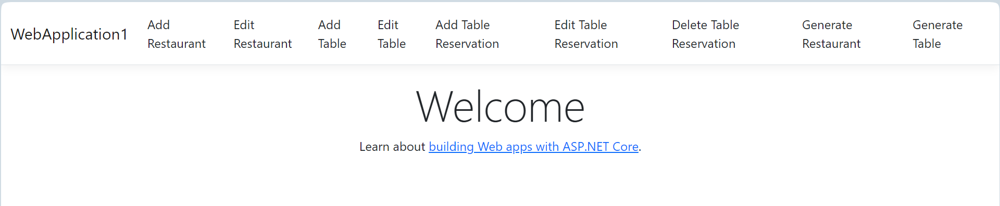 WebApplication1
Add
Restaurant
Edit
Restaurant
Add
Table
Edit
Table
Add Table
Reservation
Edit Table
Reservation
Delete Table
Reservation
Generate
Restaurant
Generate
Table
Welcome
Learn about building Web apps with ASP.NET Core.